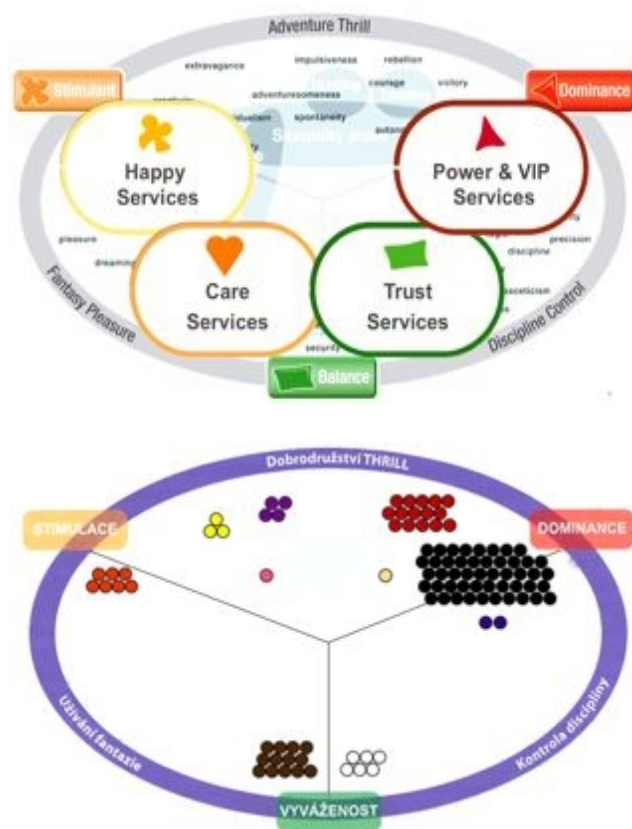 Adventure Thrill
impulsiveness
rebellion
extravagance
courage
victory
Stimulant
Dominance
adventuresomeness
spontaneity
Happy
Services
Power & VIP
Services
pleasure
precision
discipline
dreaming
Care
Services
Trust
Services
asceticism
Fantasy Pleasure
Discipline Control
security
Balance
Dobrodružství THRILL
STIMULACE
DOMINANCE
Užívání fantazie
Kontrola disciplíny
VYVÁŽENOST